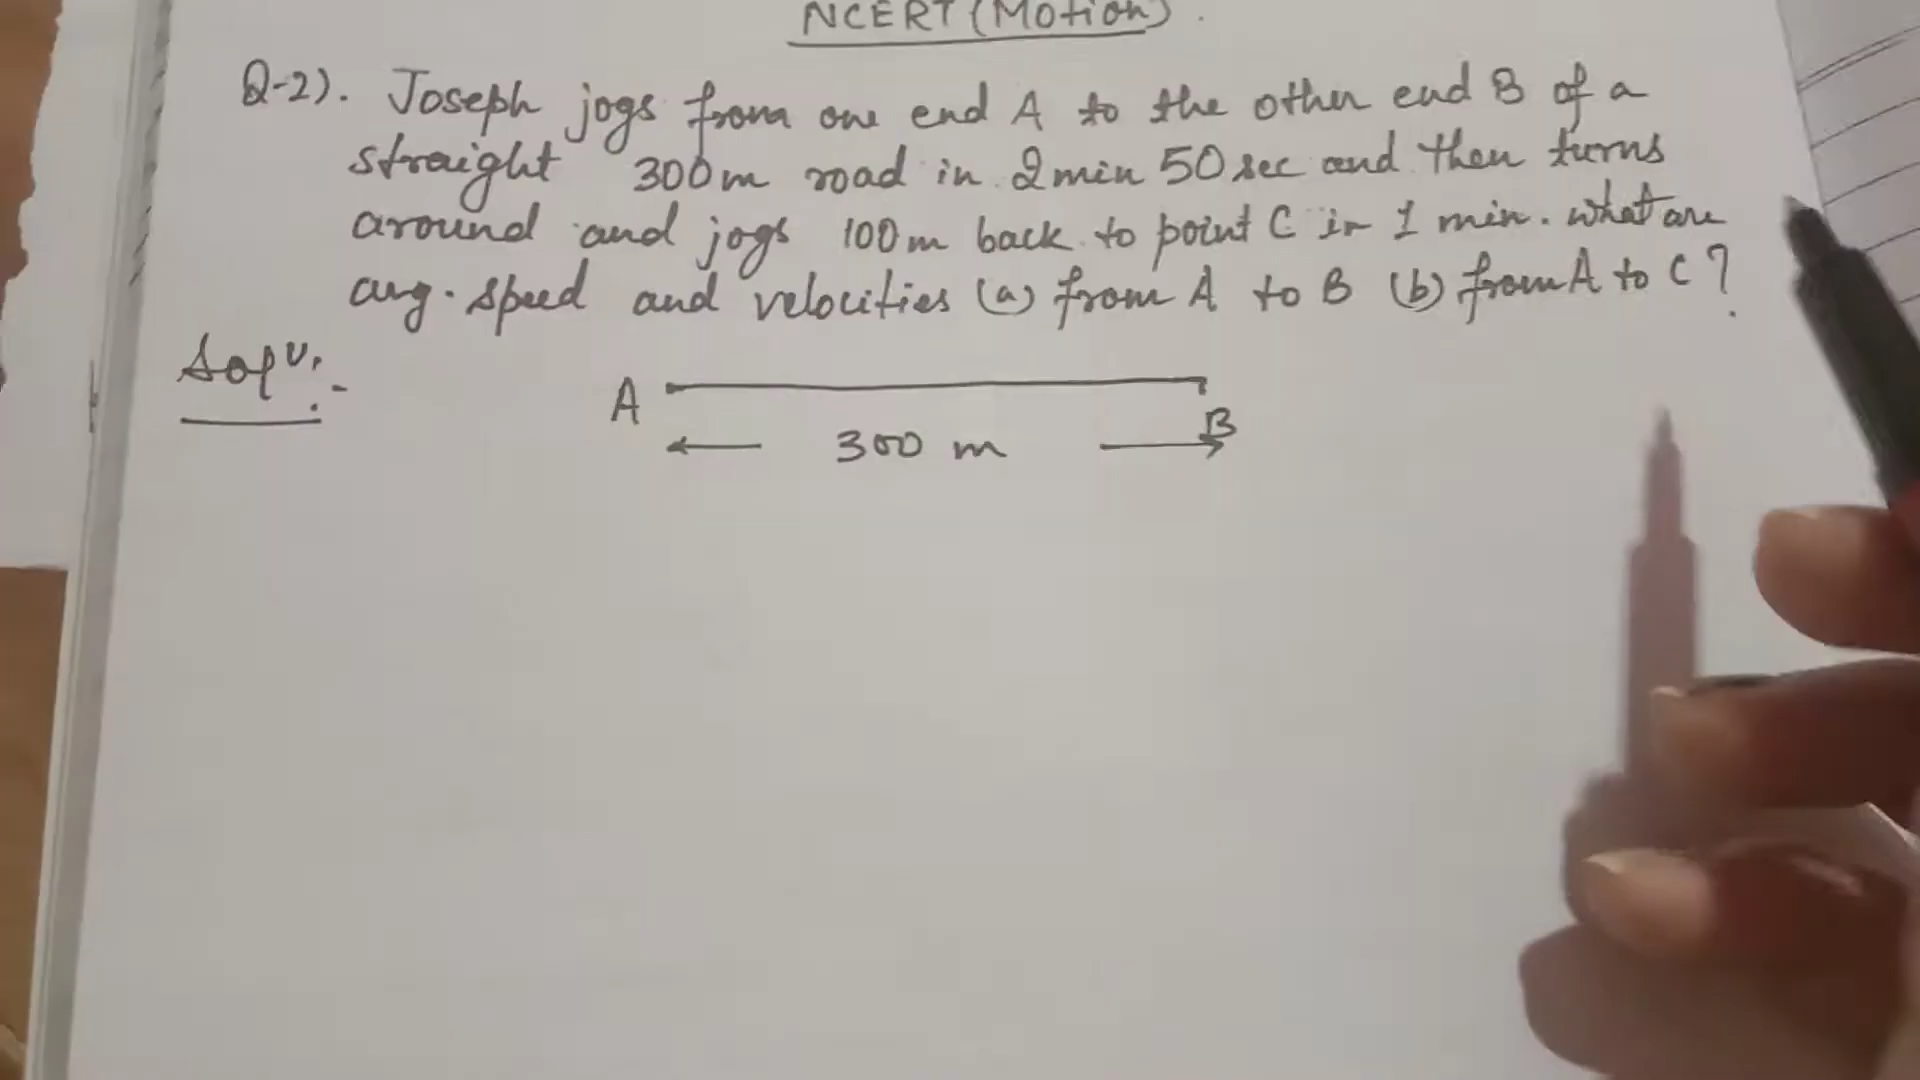 NCERT (Motion).
Q-2). Joseph jogs from one end A to the other end B of a
straight 300m road in 2min 50 sec and then turns
around and jogs 100m back to point C in 1 min. what are
avg. speed and velocities (a) from A to B (b) from A to C?
A
B
300 m